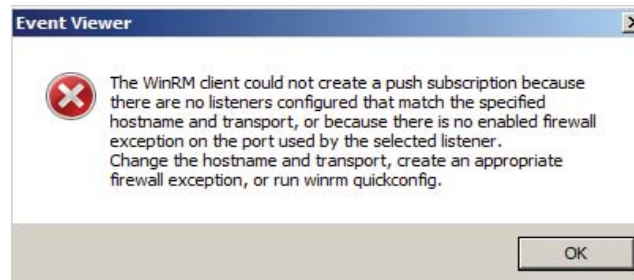 Event Viewer
The WinRM client could not create a push subscription because
there are no listeners configured that match the specified
hostname and transport, or because there is no enabled firewall
exception on the port used by the selected listener.
Change the hostname and transport, create an appropriate
firewall exception, or run winrm quickconfig.
OK